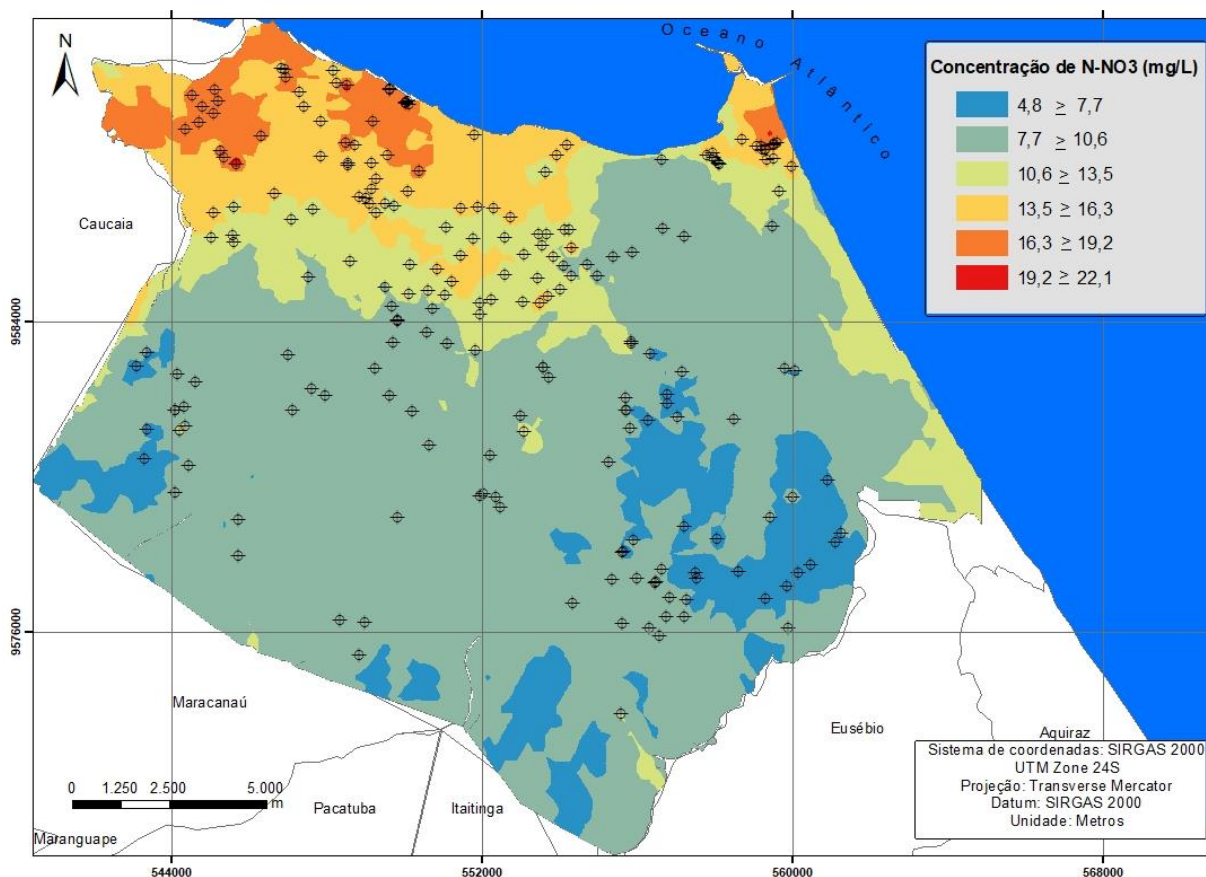 N
Oceano
Atlântico
Concentração de N-NO3 (mg/L)
4,8 ≥ 7,7
7,7 ≥ 10,6
10,6 ≥ 13,5
13,5 ≥ 16,3
16,3 ≥ 19,2
19,2 ≥ 22,1
Caucaia
9584000
9576000
Maracanaú
Eusébio
Aquiraz
Sistema de coordenadas: SIRGAS 2000
UTM Zone 24S
Projeção: Transverse Mercator
Datum: SIRGAS 2000
Unidade: Metros
0 1.250 2.500 5.000
m
Pacatuba
Itaitinga
Maranguape
544000
552000
560000
568000